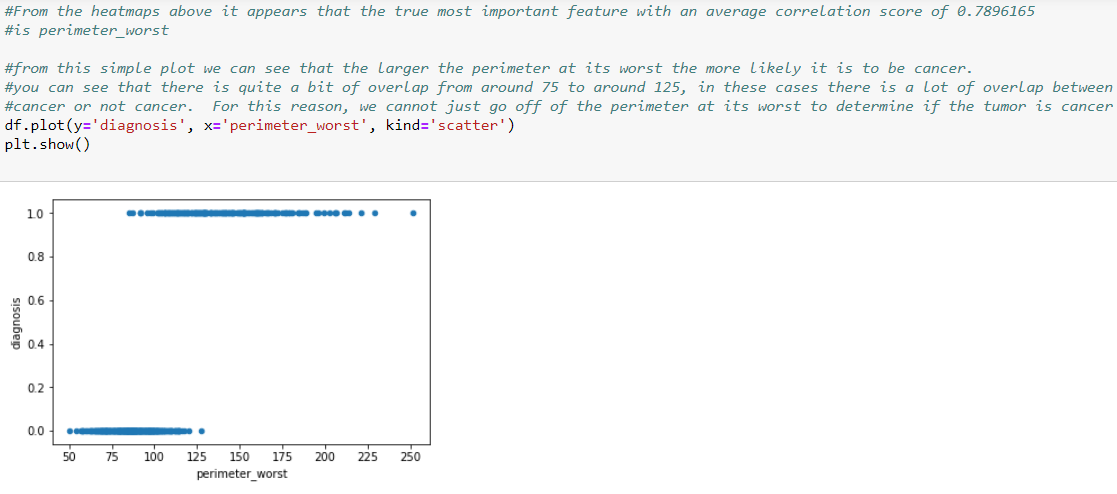 #From the heatmaps above it appears that the true most important feature with an average correlation score of 0.7896165
#is perimeter_worst
#from this simple plot we can see that the larger the perimeter at its worst the more likely it is to be cancer.
#you can see that there is quite a bit of overlap from around 75 to around 125, in these cases there is a lot of overlap between
#cancer or not cancer.  For this reason, we cannot just go off of the perimeter at its worst to determine if the tumor is cancer
df.plot(y='diagnosis', x='perimeter_worst', kind='scatter')
plt.show()
1.0
0.8
0.6
0.4
0.2
0.0
diagnosis
50 75 100 125 150 175 200 225 250
perimeter_worst